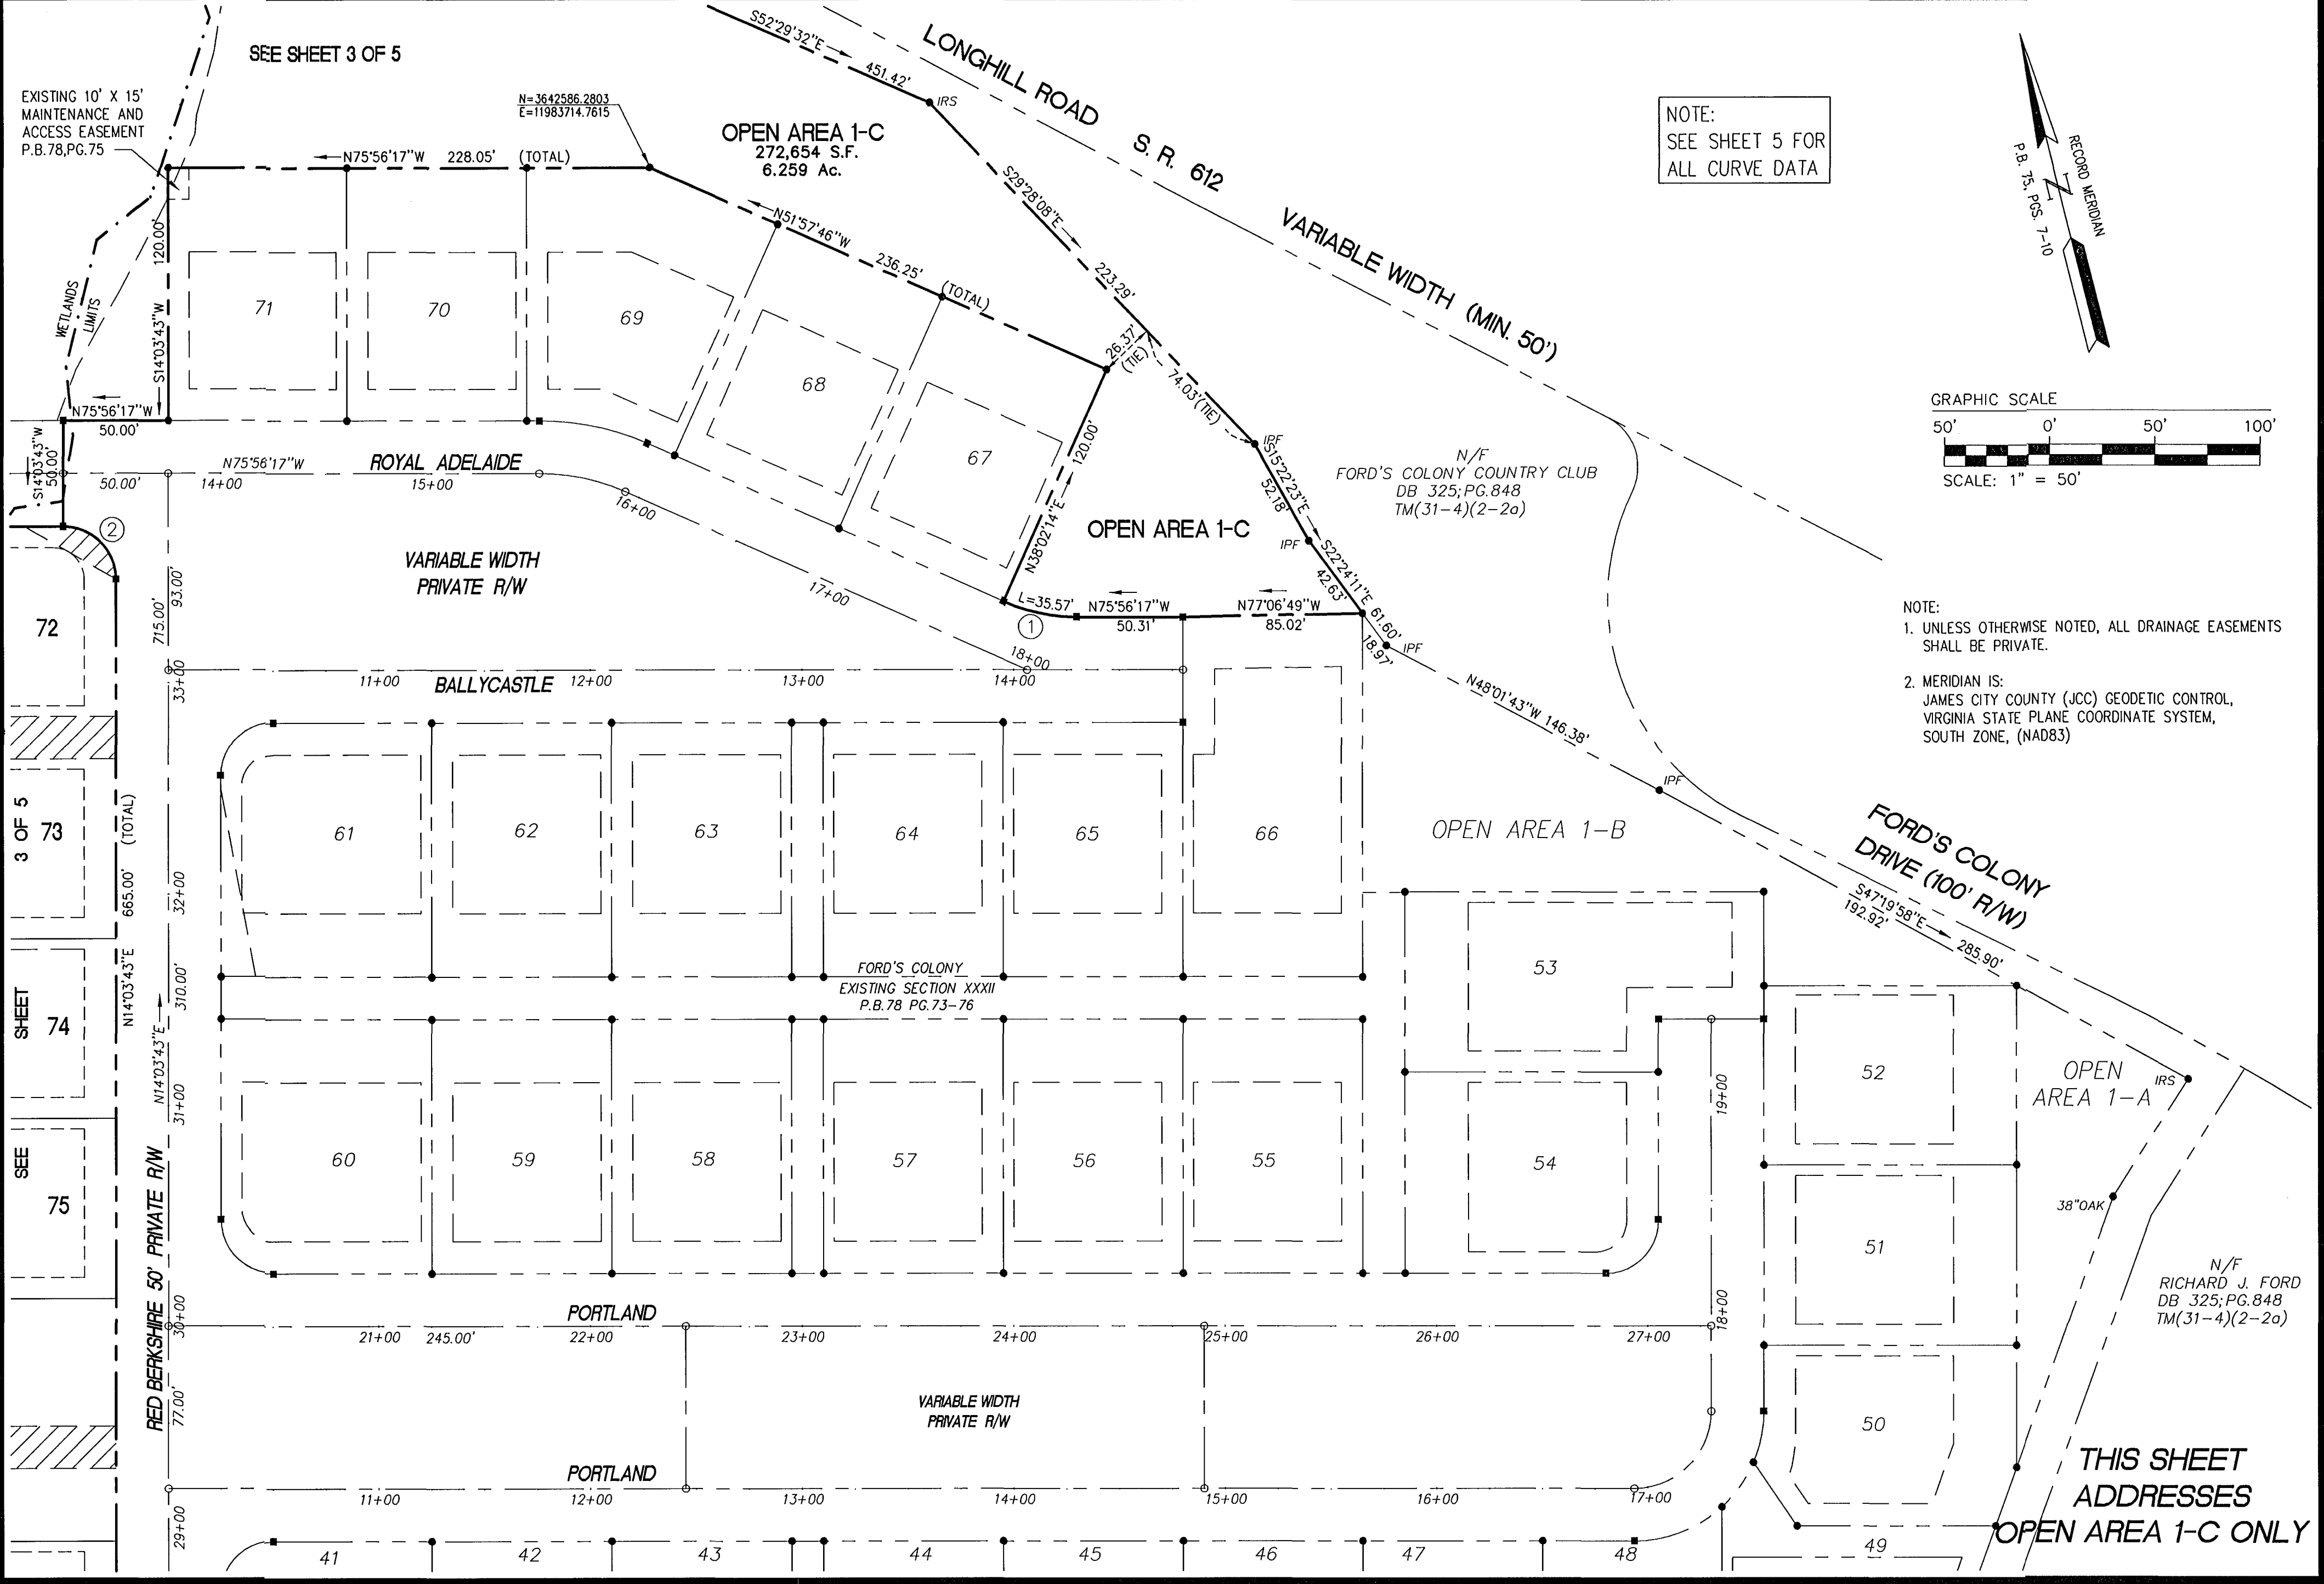 SEE SHEET 3 OF 5
EXISTING 10' X 15'
MAINTENANCE AND
ACCESS EASEMENT
P.B.78,PG.75
N=3642586.2803
E=11983714.7615
S52°29'32"E
451.42'
IRS
LONGHILL ROAD S. R. 612 VARIABLE WIDTH (MIN. 50')
OPEN AREA 1-C
272,654 S.F.
6.259 Ac.
NOTE:
SEE SHEET 5 FOR
ALL CURVE DATA
RECORD MERIDIAN
P.B. 75, PGS. 7-10
N75°56'17"W 228.05' (TOTAL)
N51°57'46"W
236.25'
(TOTAL)
S29°28'08"E
223.29'
26.37'
(TIE)
74.03'(TIE)
120.00'
S14°03'43"W
WETLANDS
LIMITS
71
70
69
68
67
N75°56'17"W
50.00'
S14°03'43"W
50.00'
GRAPHIC SCALE
50' 0' 50' 100'
SCALE: 1" = 50'
IPF
S15°22'23"E
52.18'
N/F
FORD'S COLONY COUNTRY CLUB
DB 325;PG.848
TM(31-4)(2-2a)
N75°56'17"W
ROYAL ADELAIDE
50.00'
14+00
15+00
16+00
17+00
18+00
2
VARIABLE WIDTH
PRIVATE R/W
N38°02'14"E
120.00'
OPEN AREA 1-C
IPF
S22°24'11"E
42.63'
61.60'
18.97'
IPF
L=35.57'
1
N75°56'17"W
50.31'
N77°06'49"W
85.02'
NOTE:
1. UNLESS OTHERWISE NOTED, ALL DRAINAGE EASEMENTS
SHALL BE PRIVATE.
2. MERIDIAN IS:
JAMES CITY COUNTY (JCC) GEODETIC CONTROL,
VIRGINIA STATE PLANE COORDINATE SYSTEM,
SOUTH ZONE, (NAD83)
72
93.00'
715.00'
33+00
11+00
BALLYCASTLE
12+00
13+00
14+00
N48°01'43"W 146.38'
IPF
73
61
62
63
64
65
66
OPEN AREA 1-B
FORD'S COLONY
DRIVE (100' R/W)
S47°19'58"E
192.92'
285.90'
SEE SHEET 3 OF 5
N14°03'43"E 665.00' (TOTAL)
32+00
310.00'
N14°03'43"E
31+00
FORD'S COLONY
EXISTING SECTION XXXII
P.B.78 PG.73-76
53
74
52
OPEN
AREA 1-A
IRS
19+00
75
60
59
58
57
56
55
54
38"OAK
51
N/F
RICHARD J. FORD
DB 325;PG.848
TM(31-4)(2-2a)
RED BERKSHIRE 50' PRIVATE R/W
30+00
PORTLAND
18+00
21+00
245.00'
22+00
23+00
24+00
25+00
26+00
27+00
77.00'
VARIABLE WIDTH
PRIVATE R/W
50
PORTLAND
11+00
12+00
13+00
14+00
15+00
16+00
17+00
29+00
41
42
43
44
45
46
47
48
49
THIS SHEET
ADDRESSES
OPEN AREA 1-C ONLY